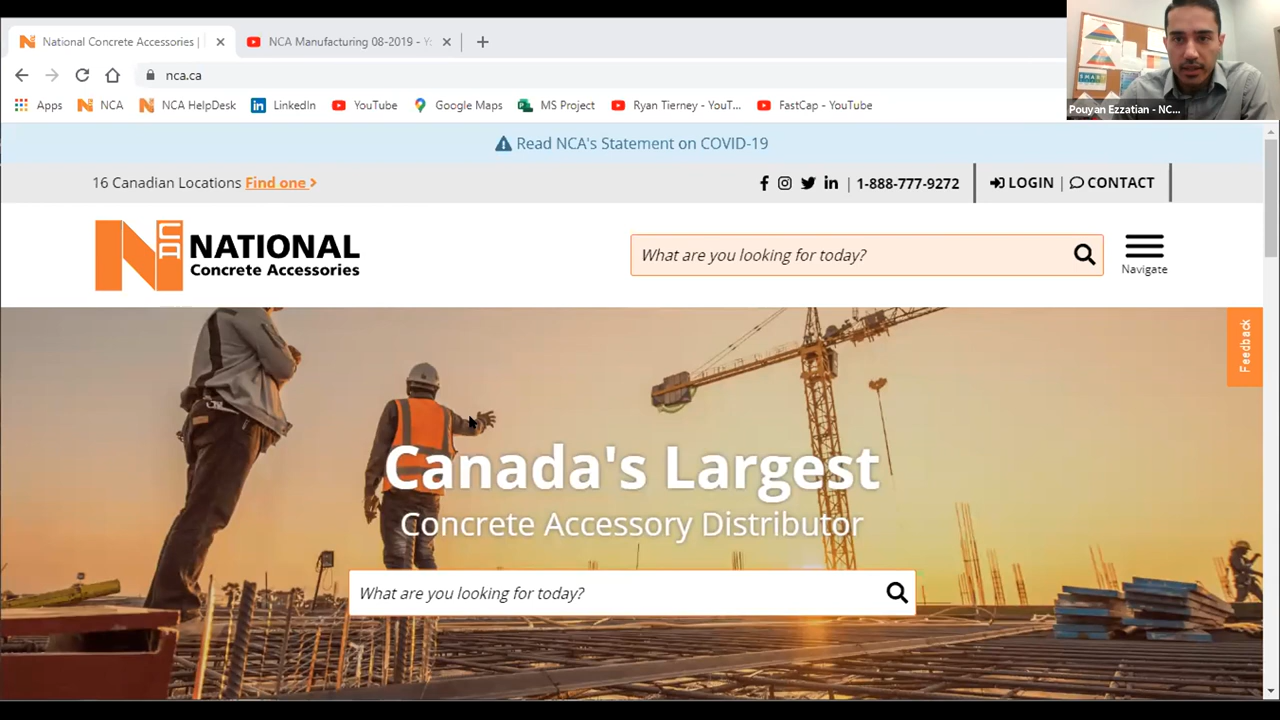 National Concrete Accessories |
NCA Manufacturing 08-2019 - Y
nca.ca
Apps NCA NCA HelpDesk LinkedIn YouTube Google Maps MS Project Ryan Tierney - YouT... FastCap - YouTube
Pouyan Ezzatian - NC...
Read NCA's Statement on COVID-19
16 Canadian Locations Find one >
| 1-888-777-9272 LOGIN | CONTACT
NCA NATIONAL
Concrete Accessories
What are you looking for today?
Navigate
Feedback
Canada's Largest
Concrete Accessory Distributor
What are you looking for today?